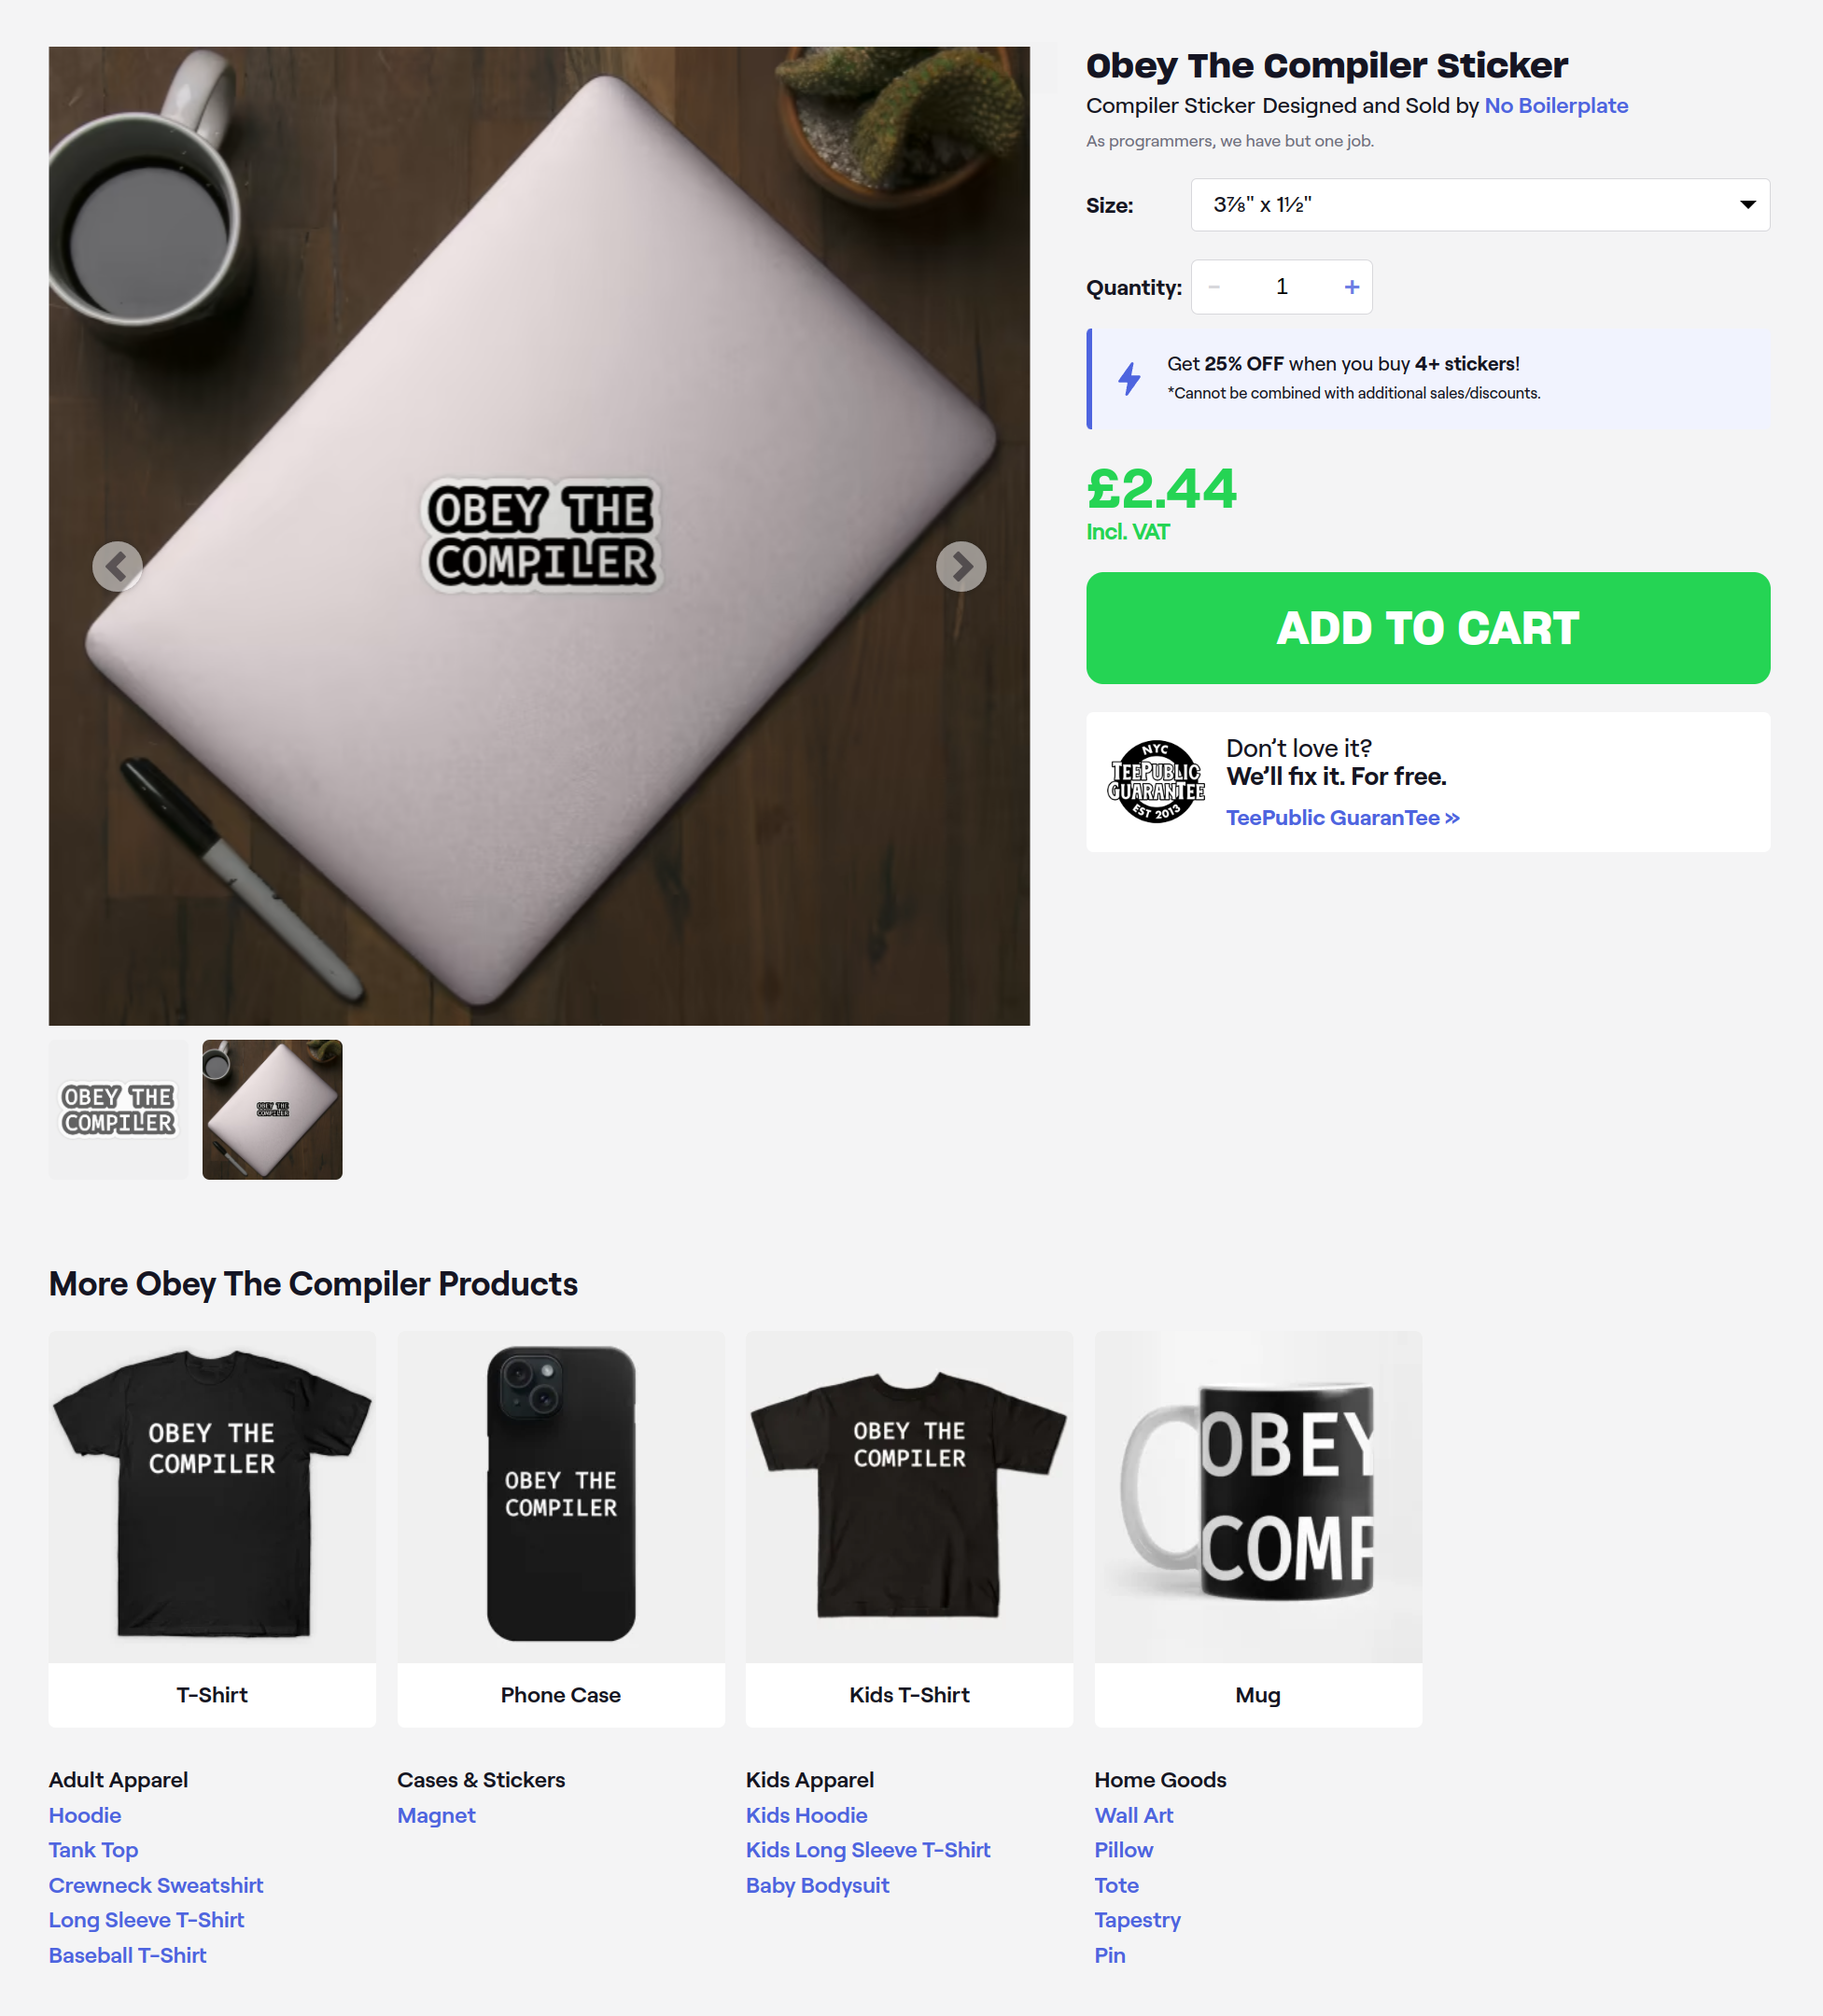 OBEY THE
COMPILER
Obey The Compiler Sticker
Compiler Sticker Designed and Sold by No Boilerplate
As programmers, we have but one job.
Size: 3⅞" x 1½"
Quantity: − 1 +
Get 25% OFF when you buy 4+ stickers!
*Cannot be combined with additional sales/discounts.
£2.44
Incl. VAT
ADD TO CART
NYC
TEEPUBLIC
GUARANTEE
EST 2013
Don't love it?
We'll fix it. For free.
TeePublic GuaranTee »
OBEY THE
COMPILER
OBEY THE
COMPILER
More Obey The Compiler Products
OBEY THE
COMPILER
OBEY THE
COMPILER
OBEY THE
COMPILER
OBEY
COMP
T-Shirt
Phone Case
Kids T-Shirt
Mug
Adult Apparel
Hoodie
Tank Top
Crewneck Sweatshirt
Long Sleeve T-Shirt
Baseball T-Shirt
Cases & Stickers
Magnet
Kids Apparel
Kids Hoodie
Kids Long Sleeve T-Shirt
Baby Bodysuit
Home Goods
Wall Art
Pillow
Tote
Tapestry
Pin